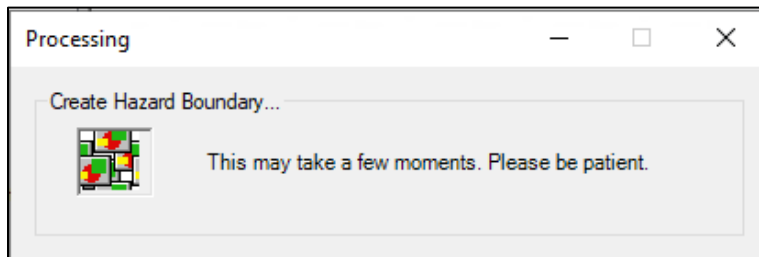 Processing
Create Hazard Boundary...
This may take a few moments. Please be patient.